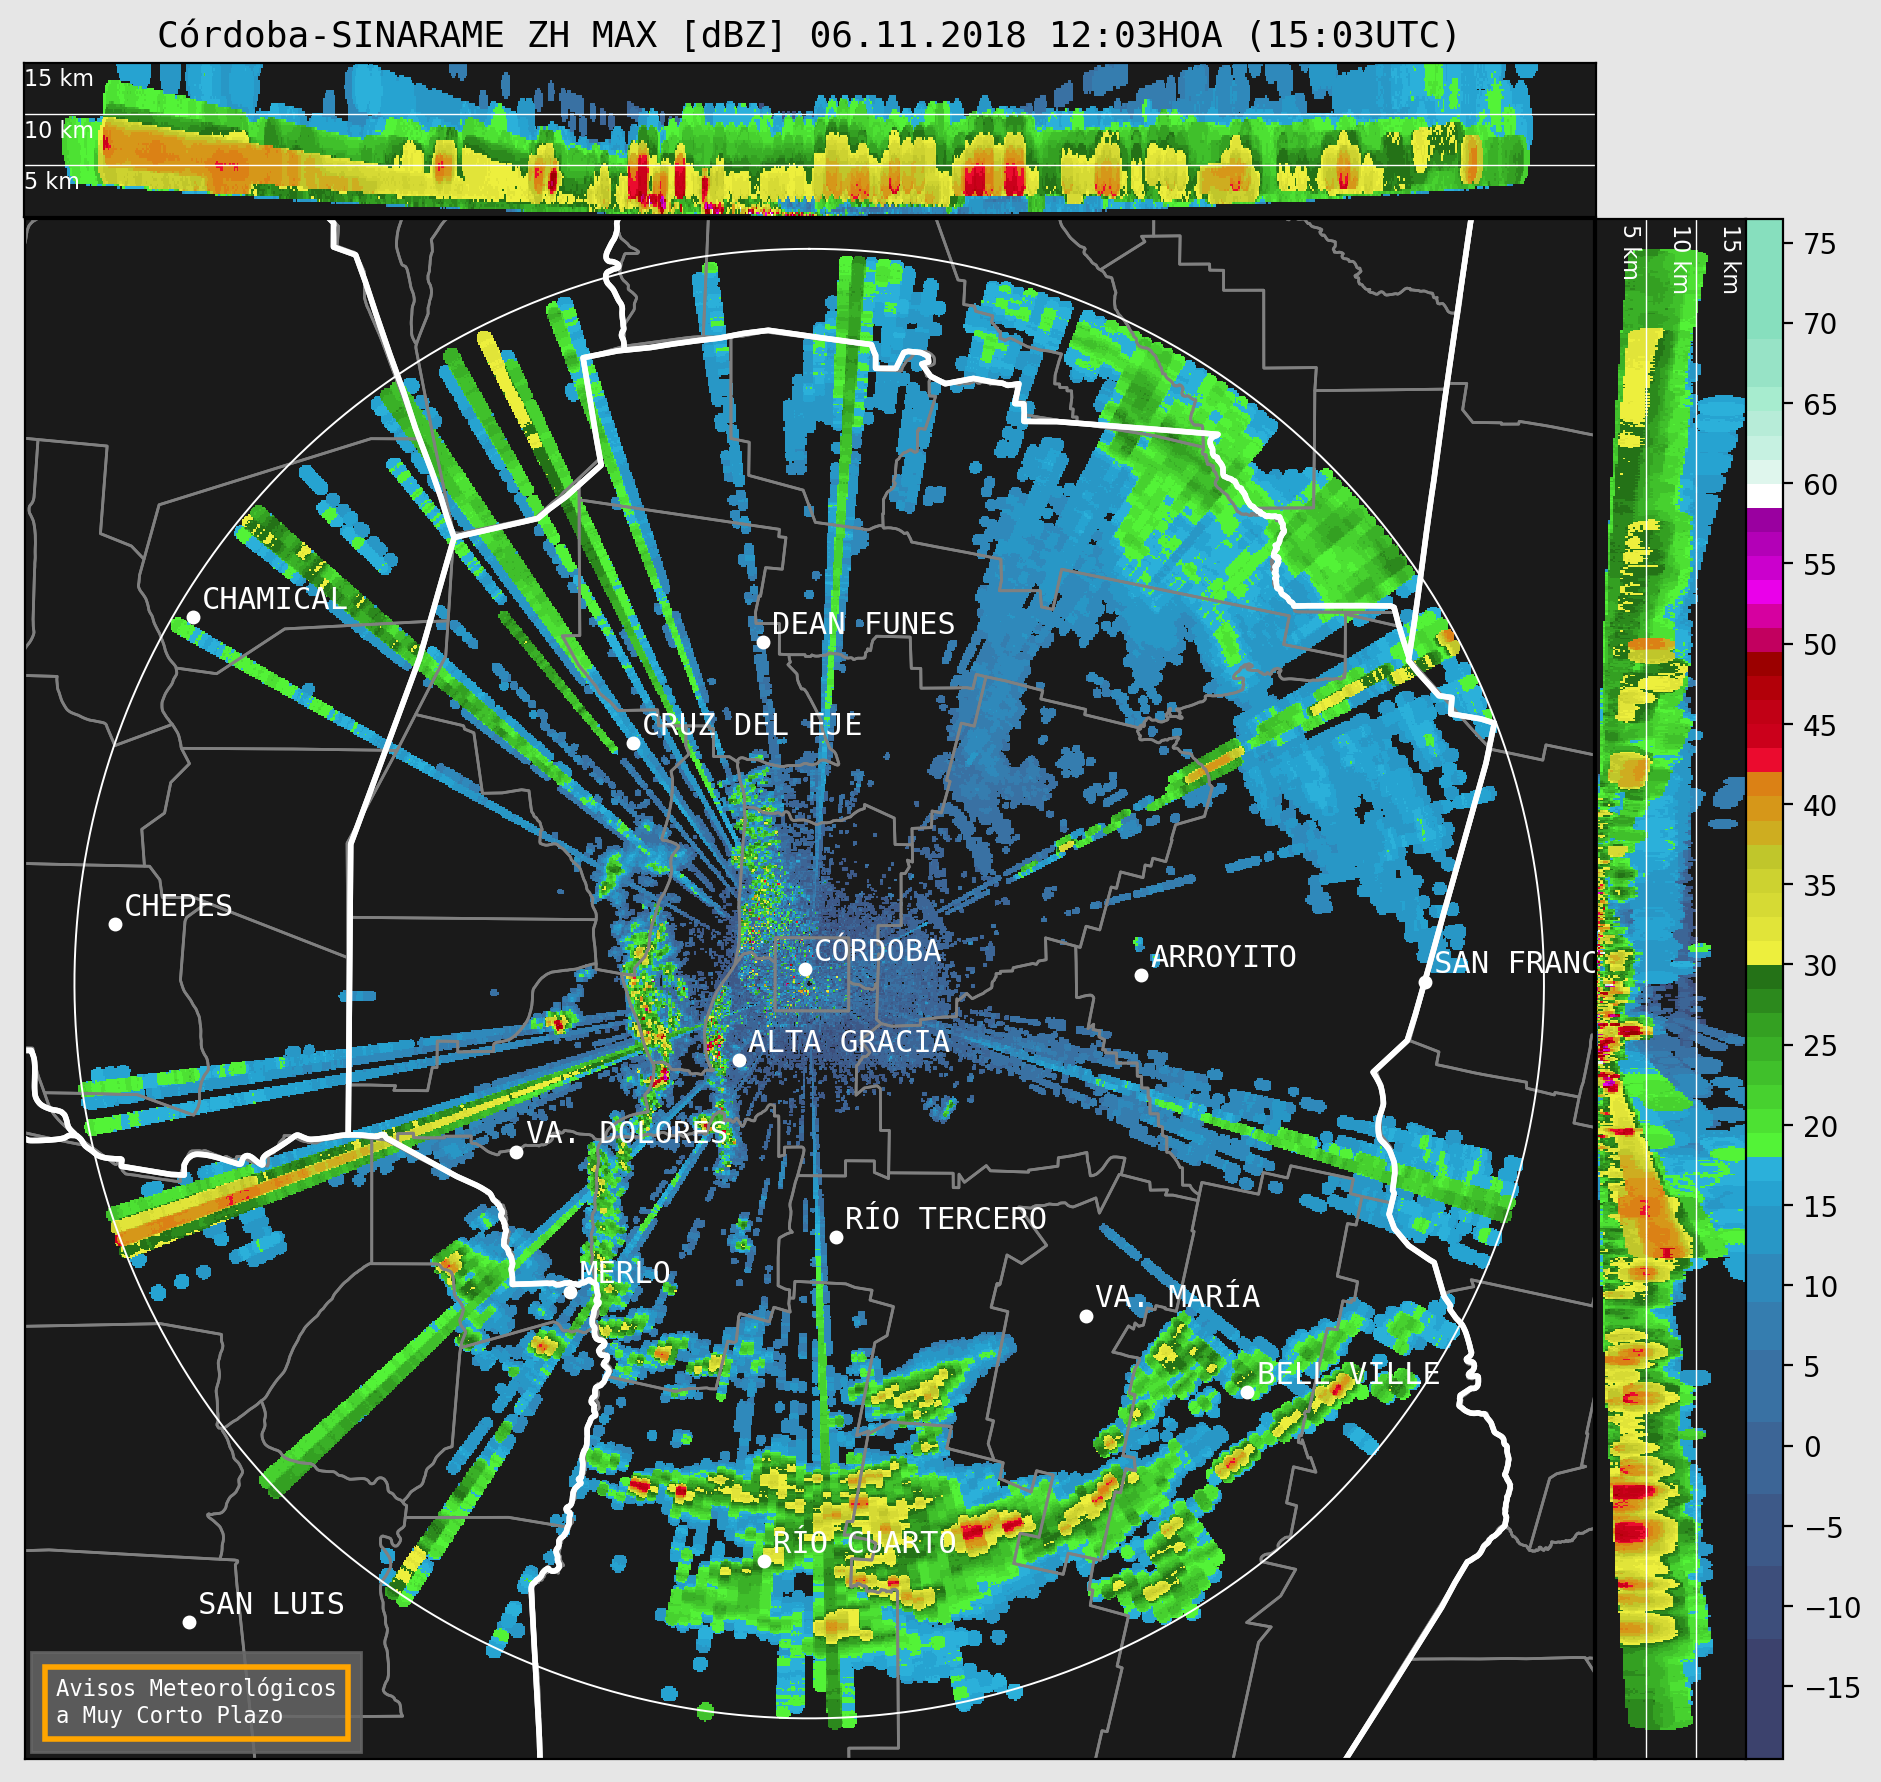 Córdoba-SINARAME ZH MAX [dBZ] 06.11.2018 12:03HOA (15:03UTC)
15 km
10 km
5 km
5 km
10 km
15 km
75
70
65
60
55
50
45
40
35
30
25
20
15
10
5
0
−5
−10
−15
CHAMICAL
DEAN FUNES
CRUZ DEL EJE
CHEPES
CÓRDOBA
ARROYITO
SAN FRANC
ALTA GRACIA
VA. DOLORES
RÍO TERCERO
MERLO
VA. MARÍA
BELL VILLE
RÍO CUARTO
SAN LUIS
Avisos Meteorológicos
a Muy Corto Plazo